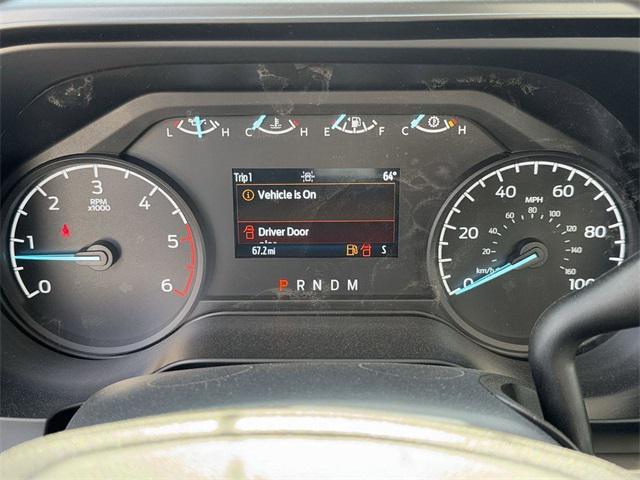 L H C H E F C H
Trip 1 64°
Vehicle is On
Driver Door
67.2 mi S
P R N D M
0 1 2 3 4 5 6
RPM
x1000
0 20 40 60 80 100
MPH
20 40 60 80 100 120 140 160
km/h